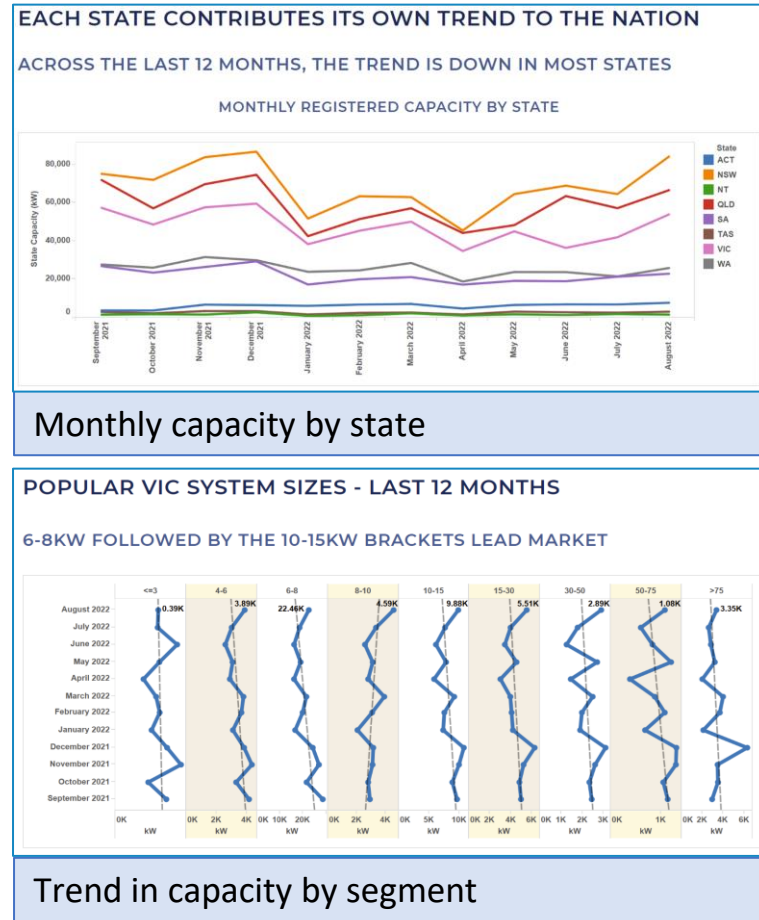 EACH STATE CONTRIBUTES ITS OWN TREND TO THE NATION
ACROSS THE LAST 12 MONTHS, THE TREND IS DOWN IN MOST STATES
MONTHLY REGISTERED CAPACITY BY STATE
State
ACT
NSW
NT
QLD
SA
TAS
VIC
WA
State Capacity (kW)
80,000
60,000
40,000
20,000
0
September 2021
October 2021
November 2021
December 2021
January 2022
February 2022
March 2022
April 2022
May 2022
June 2022
July 2022
August 2022
Monthly capacity by state
POPULAR VIC SYSTEM SIZES - LAST 12 MONTHS
6-8KW FOLLOWED BY THE 10-15KW BRACKETS LEAD MARKET
<=3 4-6 6-8 8-10 10-15 15-30 30-50 50-75 >75
August 2022 0.39K 3.89K 22.46K 4.59K 9.88K 5.51K 2.89K 1.08K 3.35K
July 2022
June 2022
May 2022
April 2022
March 2022
February 2022
January 2022
December 2021
November 2021
October 2021
September 2021
0K 0K 2K 4K 0K 10K 20K 0K 2K 4K 0K 5K 10K 0K 2K 4K 6K 0K 1K 2K 3K 0K 1K 0K 2K 4K 6K
kW kW kW kW kW kW kW kW kW
Trend in capacity by segment